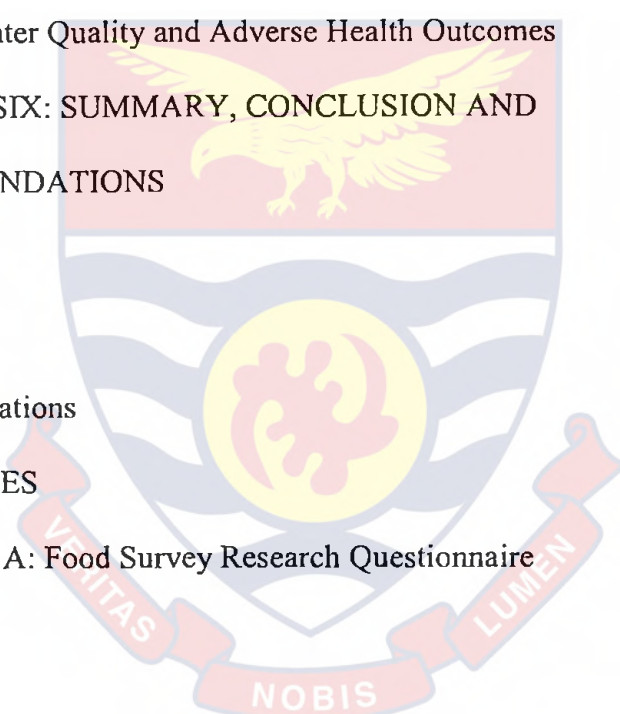 ater Quality and Adverse Health Outcomes
SIX: SUMMARY, CONCLUSION AND
NDATIONS
ations
ES
A: Food Survey Research Questionnaire
VERITAS
NOBIS
LUMEN